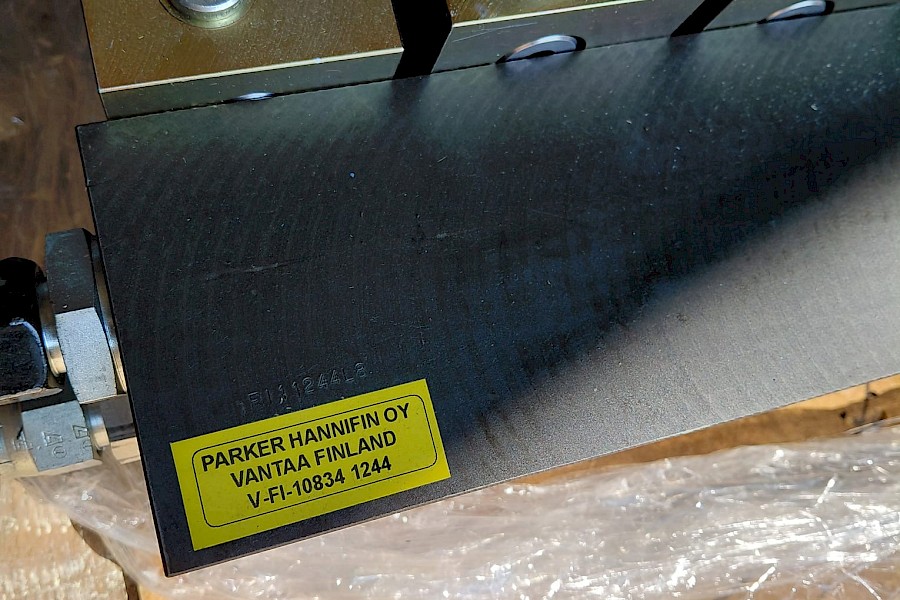 PARKER HANNIFIN OY
VANTAA FINLAND
V-FI-10834 1244